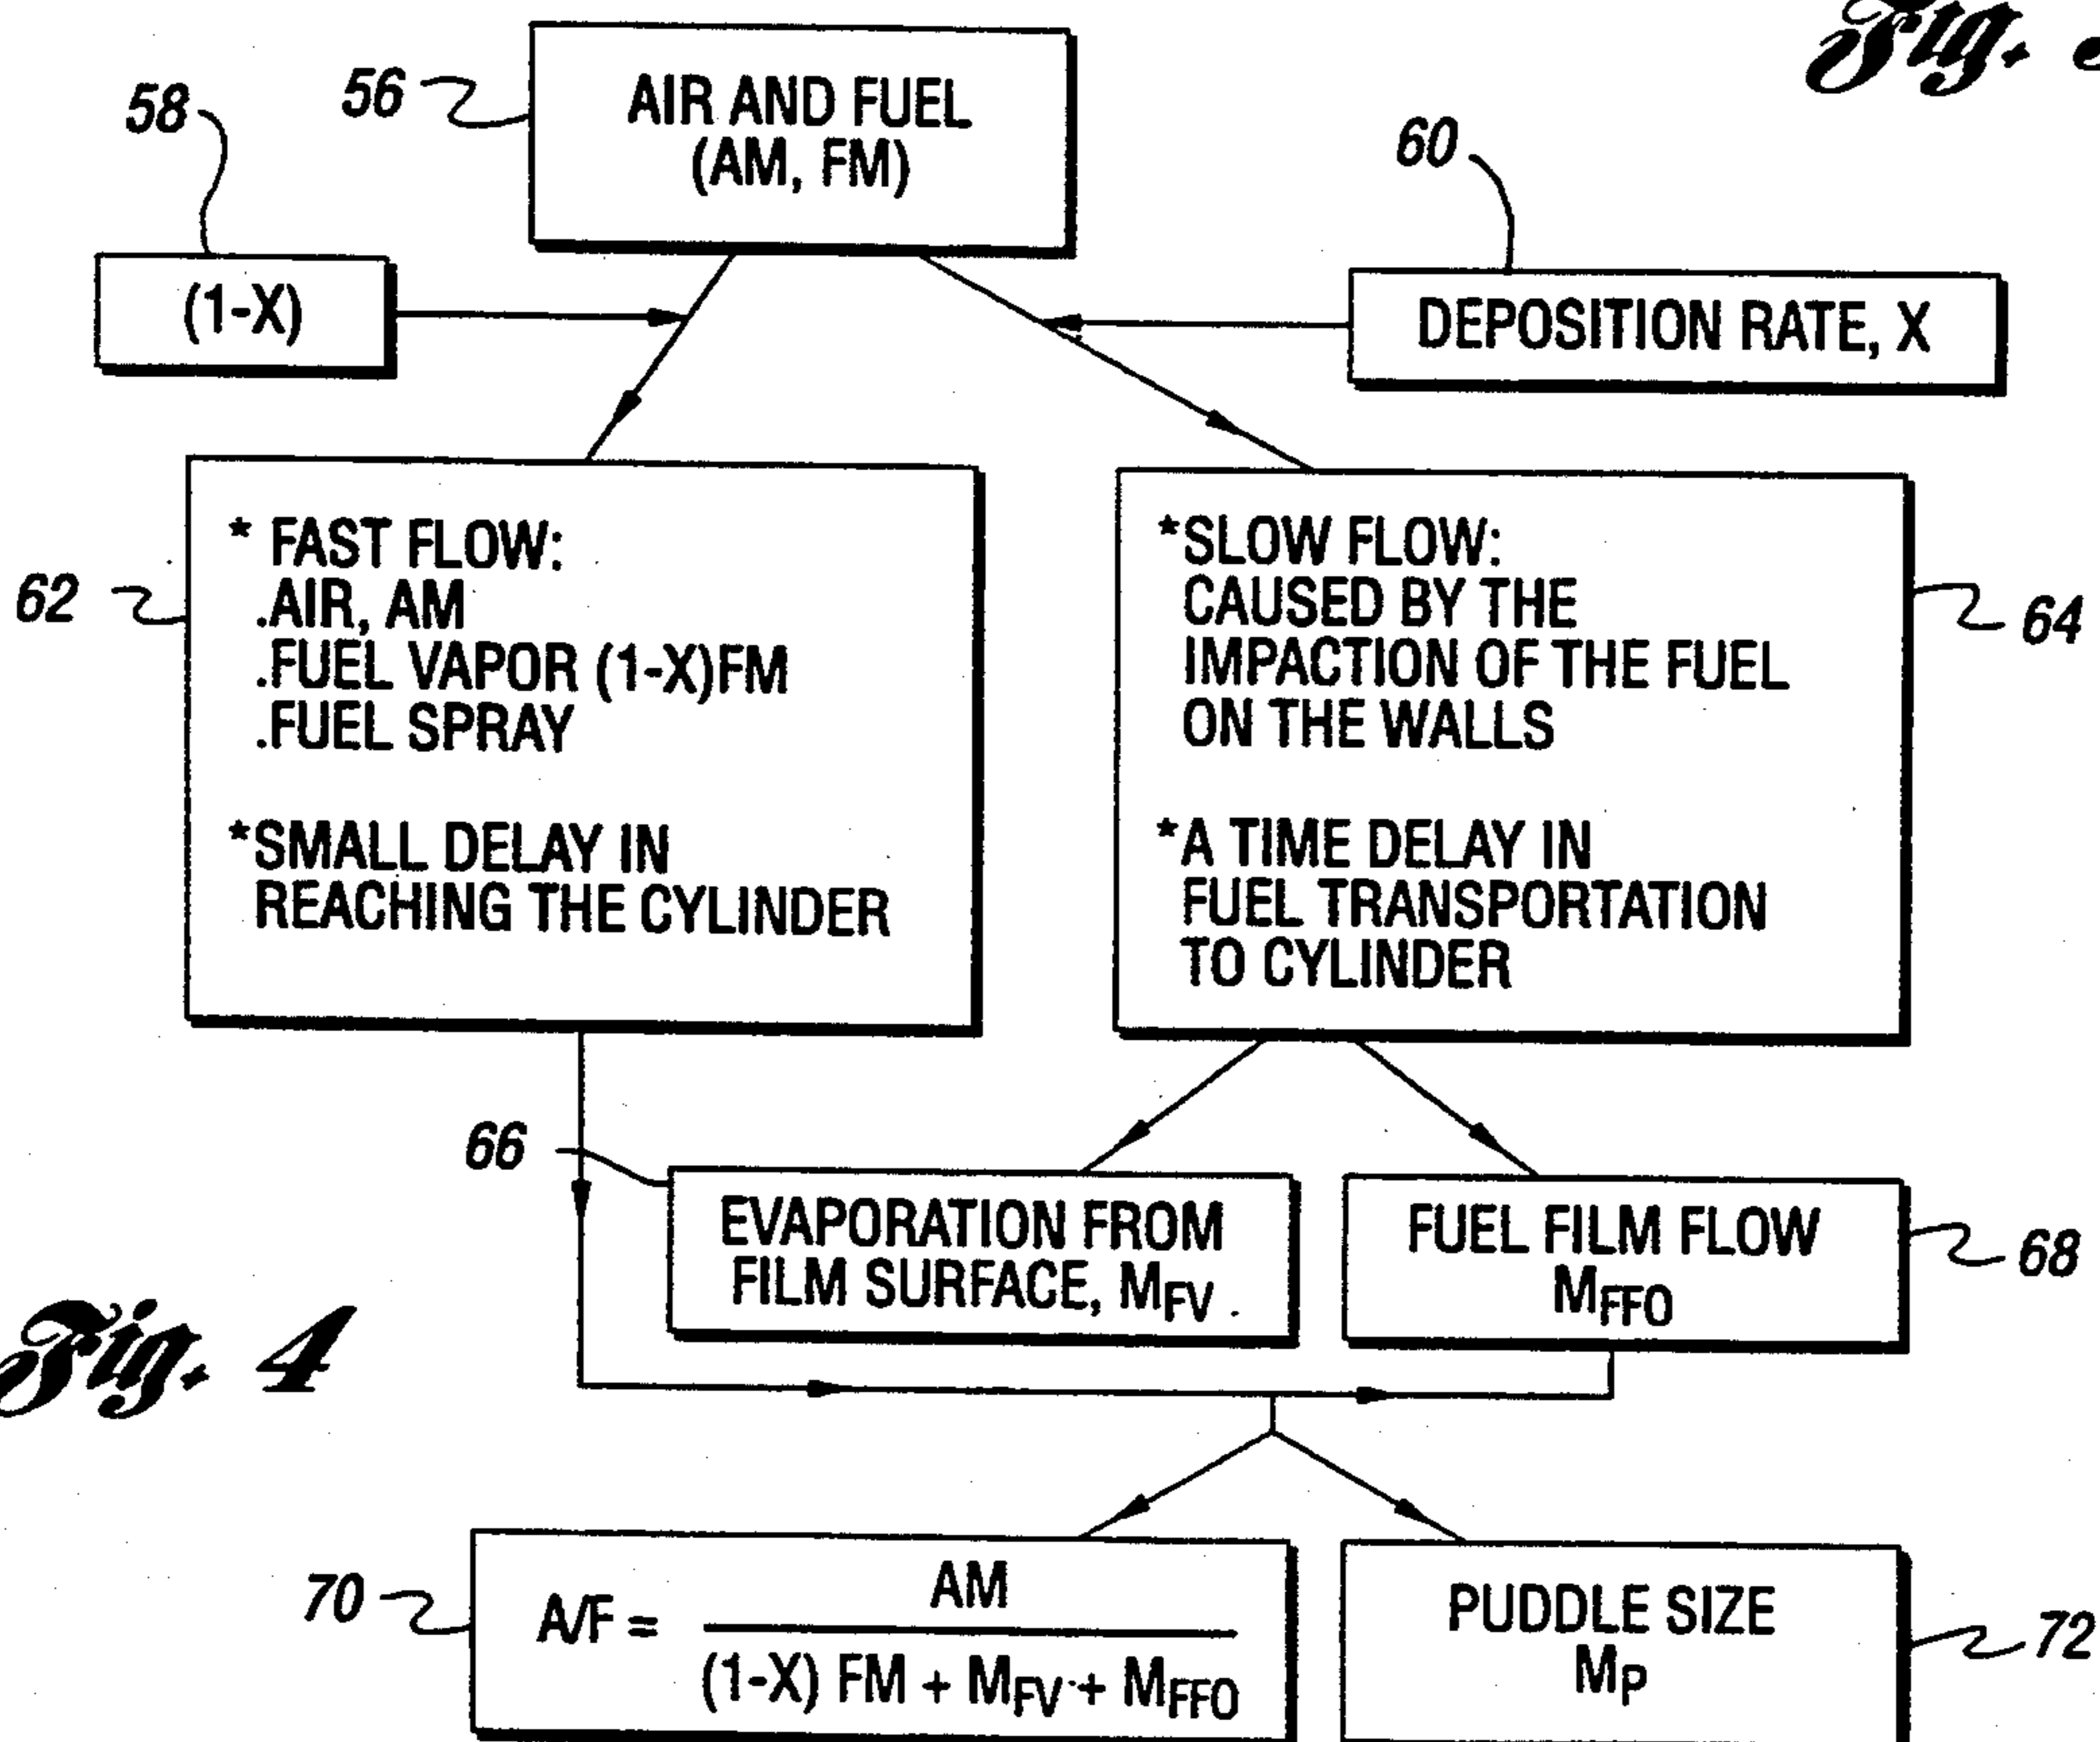 Fig.
58
56
AIR AND FUEL
(AM, FM)
60
(1-X)
DEPOSITION RATE, X
62
* FAST FLOW:
.AIR, AM
.FUEL VAPOR (1-X)FM
.FUEL SPRAY
*SMALL DELAY IN
REACHING THE CYLINDER
*SLOW FLOW:
CAUSED BY THE
IMPACTION OF THE FUEL
ON THE WALLS
*A TIME DELAY IN
FUEL TRANSPORTATION
TO CYLINDER
64
66
EVAPORATION FROM
FILM SURFACE, MFV
FUEL FILM FLOW
MFFO
68
Fig. 4
70
A/F = AM
(1-X) FM + MFV + MFFO
PUDDLE SIZE
MP
72